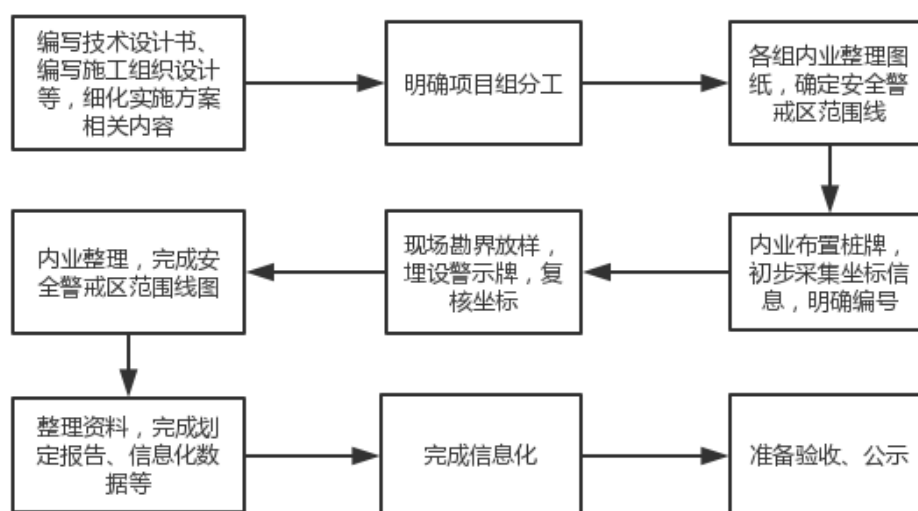 编写技术设计书、
编写施工组织设计
等，细化实施方案
相关内容
明确项目组分工
各组内业整理图
纸，确定安全警
戒区范围线
内业布置桩牌，
初步采集坐标信
息，明确编号
现场勘界放样，
埋设警示牌，复
核坐标
内业整理，完成安
全警戒区范围线图
整理资料，完成划
定报告、信息化数
据等
完成信息化
准备验收、公示